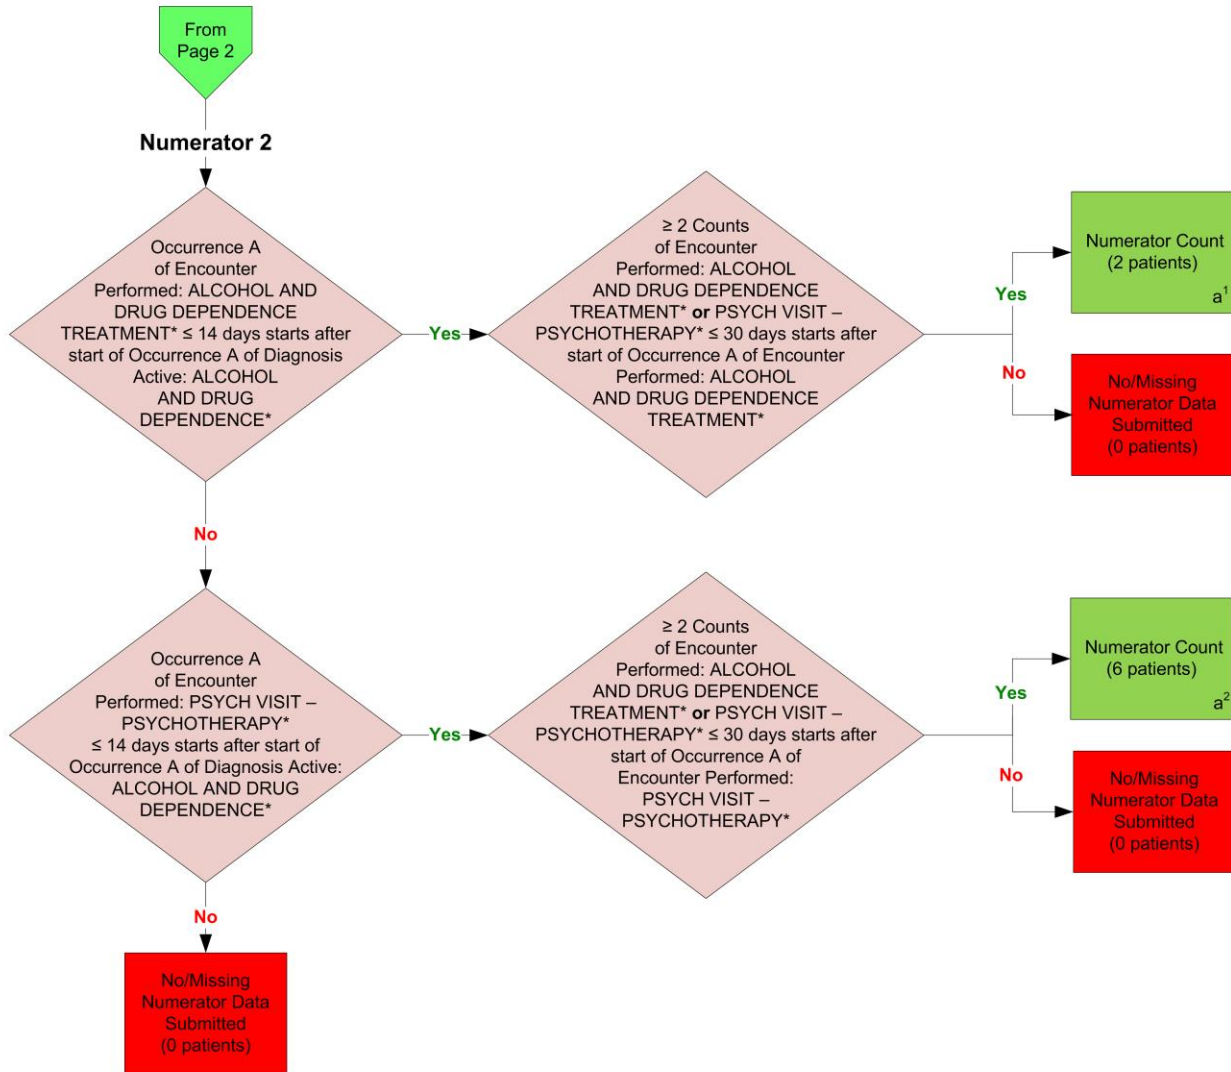 From
Page 2
Numerator 2
Occurrence A
of Encounter
Performed: ALCOHOL AND
DRUG DEPENDENCE
TREATMENT* ≤ 14 days starts after
start of Occurrence A of Diagnosis
Active: ALCOHOL
AND DRUG
DEPENDENCE*
Yes
≥ 2 Counts
of Encounter
Performed: ALCOHOL
AND DRUG DEPENDENCE
TREATMENT* or PSYCH VISIT –
PSYCHOTHERAPY* ≤ 30 days starts after
start of Occurrence A of Encounter
Performed: ALCOHOL
AND DRUG DEPENDENCE
TREATMENT*
Yes
Numerator Count
(2 patients)
a¹
No
No/Missing
Numerator Data
Submitted
(0 patients)
No
Occurrence A
of Encounter
Performed: PSYCH VISIT –
PSYCHOTHERAPY*
≤ 14 days starts after start of
Occurrence A of Diagnosis Active:
ALCOHOL AND DRUG
DEPENDENCE*
Yes
≥ 2 Counts
of Encounter
Performed: ALCOHOL
AND DRUG DEPENDENCE
TREATMENT* or PSYCH VISIT –
PSYCHOTHERAPY* ≤ 30 days starts after
start of Occurrence A of
Encounter Performed:
PSYCH VISIT –
PSYCHOTHERAPY*
Yes
Numerator Count
(6 patients)
a²
No
No/Missing
Numerator Data
Submitted
(0 patients)
No
No/Missing
Numerator Data
Submitted
(0 patients)